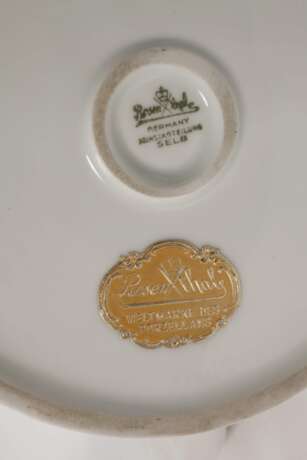 Rosenthal
GERMANY
KUNSTABTEILUNG
SELB
Rosenthal
WELTMARKE DES
PORZELLANS